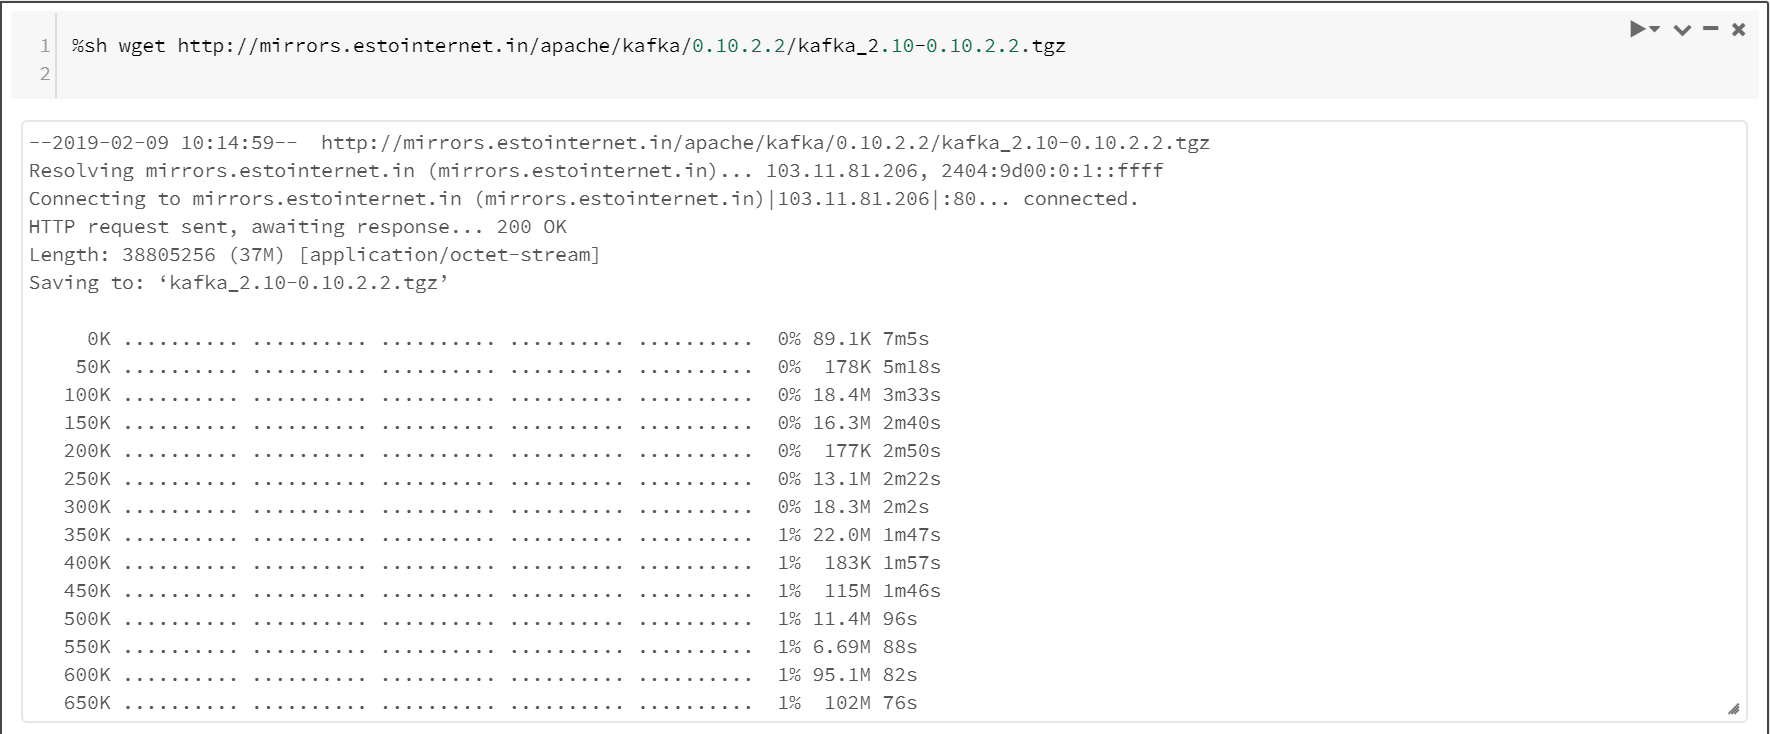 1 %sh wget http://mirrors.estointernet.in/apache/kafka/0.10.2.2/kafka_2.10-0.10.2.2.tgz
2
--2019-02-09 10:14:59--  http://mirrors.estointernet.in/apache/kafka/0.10.2.2/kafka_2.10-0.10.2.2.tgz
Resolving mirrors.estointernet.in (mirrors.estointernet.in)... 103.11.81.206, 2404:9d00:0:1::ffff
Connecting to mirrors.estointernet.in (mirrors.estointernet.in)|103.11.81.206|:80... connected.
HTTP request sent, awaiting response... 200 OK
Length: 38805256 (37M) [application/octet-stream]
Saving to: ‘kafka_2.10-0.10.2.2.tgz’
0K .......... .......... .......... .......... ..........  0% 89.1K 7m5s
50K .......... .......... .......... .......... ..........  0%  178K 5m18s
100K .......... .......... .......... .......... ..........  0% 18.4M 3m33s
150K .......... .......... .......... .......... ..........  0% 16.3M 2m40s
200K .......... .......... .......... .......... ..........  0%  177K 2m50s
250K .......... .......... .......... .......... ..........  0% 13.1M 2m22s
300K .......... .......... .......... .......... ..........  0% 18.3M 2m2s
350K .......... .......... .......... .......... ..........  1% 22.0M 1m47s
400K .......... .......... .......... .......... ..........  1%  183K 1m57s
450K .......... .......... .......... .......... ..........  1%  115M 1m46s
500K .......... .......... .......... .......... ..........  1% 11.4M 96s
550K .......... .......... .......... .......... ..........  1% 6.69M 88s
600K .......... .......... .......... .......... ..........  1% 95.1M 82s
650K .......... .......... .......... .......... ..........  1%  102M 76s